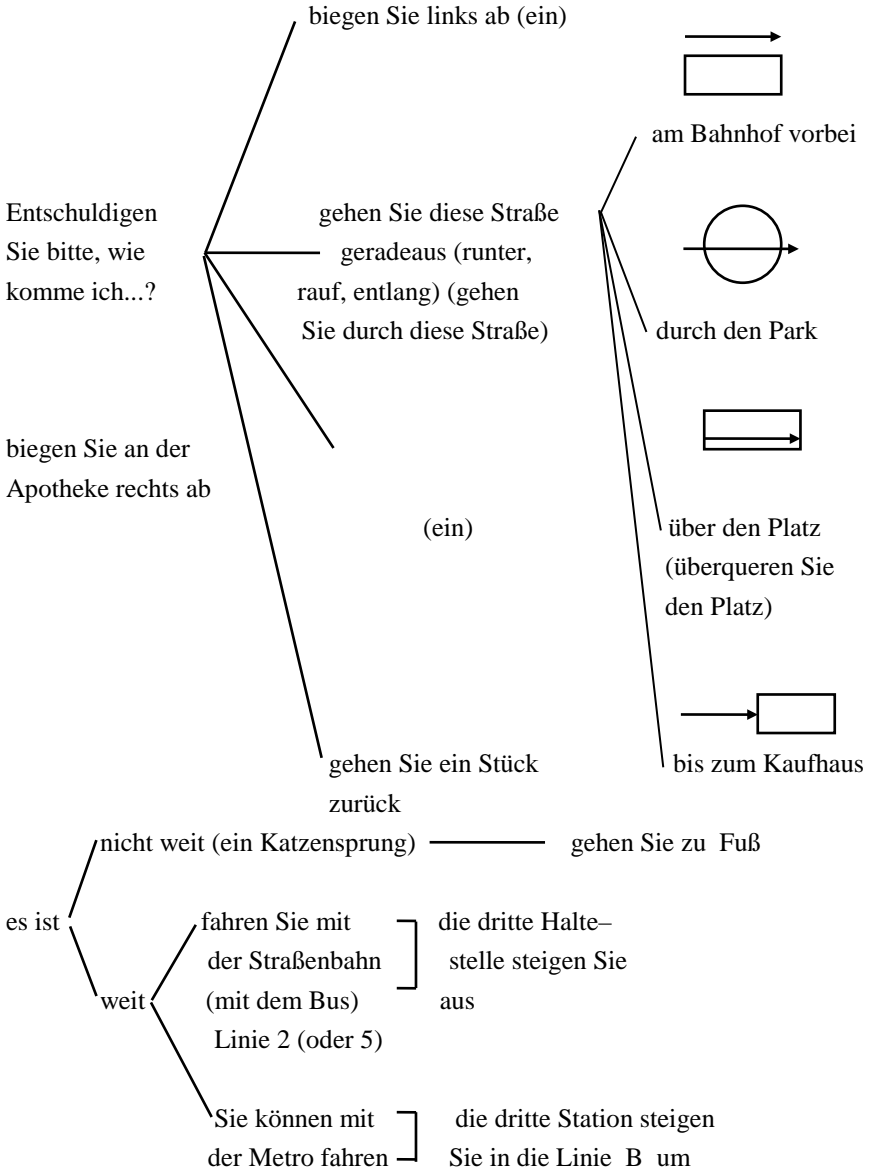 biegen Sie links ab (ein)
am Bahnhof vorbei
Entschuldigen
Sie bitte, wie
komme ich...?
gehen Sie diese Straße
geradeaus (runter,
rauf, entlang) (gehen
Sie durch diese Straße)
durch den Park
biegen Sie an der
Apotheke rechts ab
(ein)
über den Platz
(überqueren Sie
den Platz)
gehen Sie ein Stück
zurück
bis zum Kaufhaus
nicht weit (ein Katzensprung)
gehen Sie zu Fuß
es ist
weit
fahren Sie mit
der Straßenbahn
(mit dem Bus)
Linie 2 (oder 5)
die dritte Halte–
stelle steigen Sie
aus
Sie können mit
der Metro fahren
die dritte Station steigen
Sie in die Linie B um